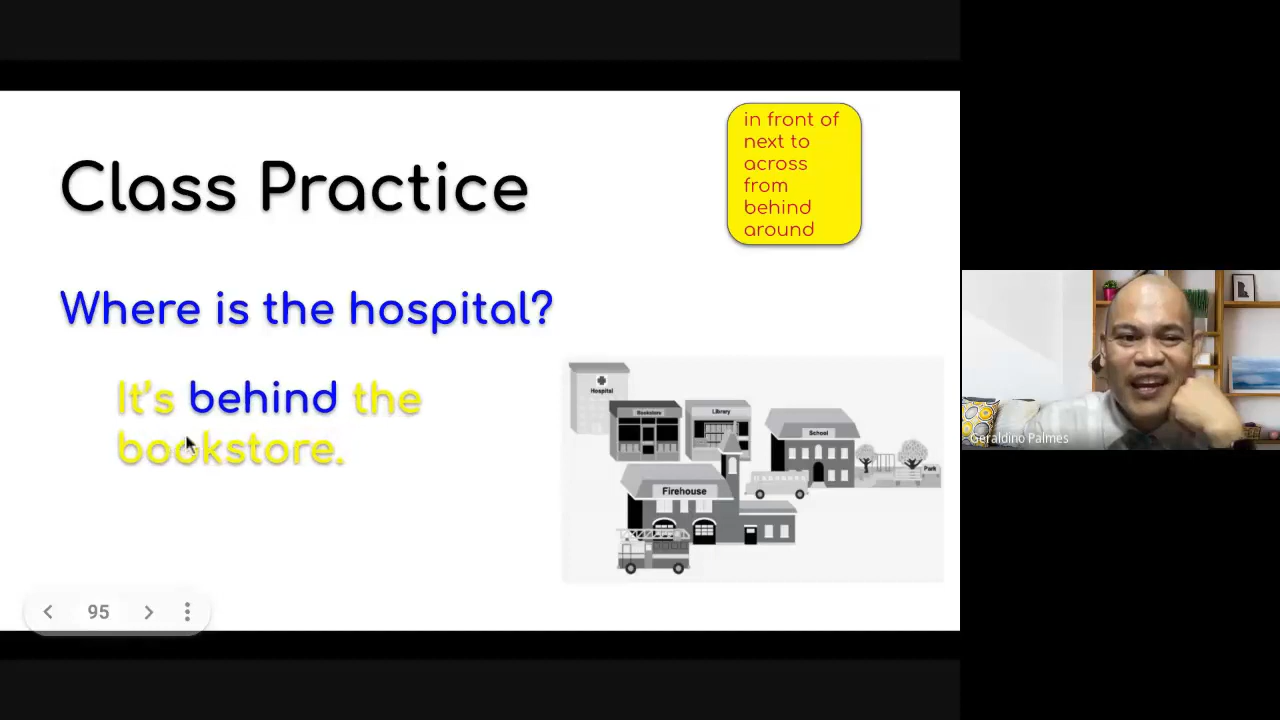 in front of
next to
across
from
behind
around
Class Practice
Where is the hospital?
It's behind the
bookstore.
Hospital
Bookstore
Library
School
Park
Firehouse
Geraldino Palmes
95